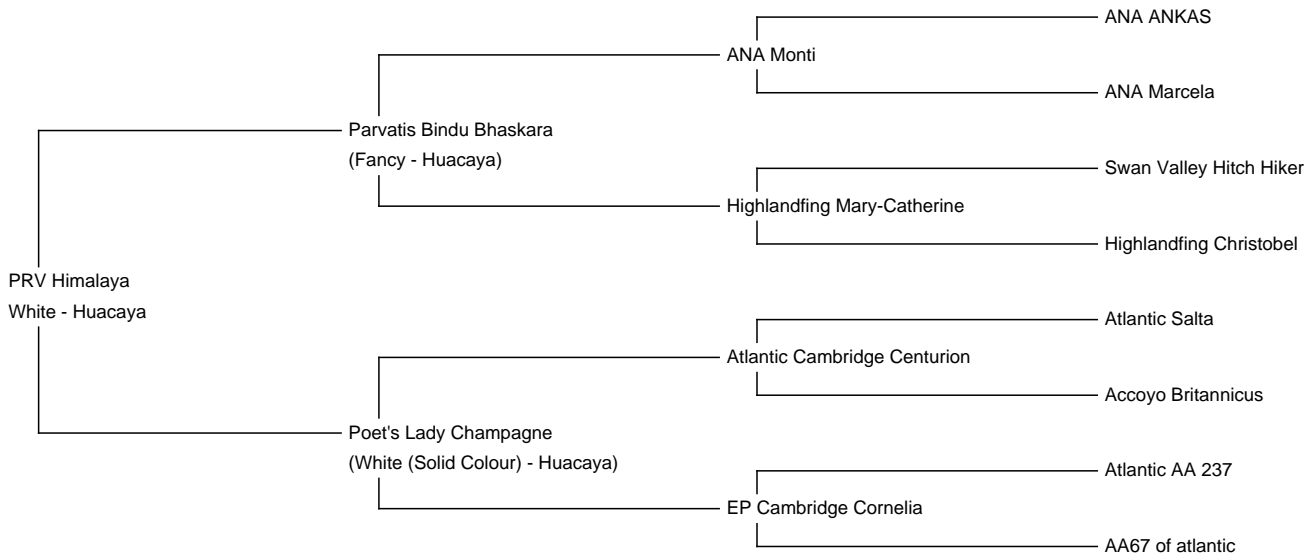 ANA ANKAS
ANA Monti
ANA Marcela
Parvatis Bindu Bhaskara
(Fancy - Huacaya)
Swan Valley Hitch Hiker
Highlandfing Mary-Catherine
Highlandfing Christobel
PRV Himalaya
White - Huacaya
Atlantic Salta
Atlantic Cambridge Centurion
Accoyo Britannicus
Poet's Lady Champagne
(White (Solid Colour) - Huacaya)
Atlantic AA 237
EP Cambridge Cornelia
AA67 of atlantic